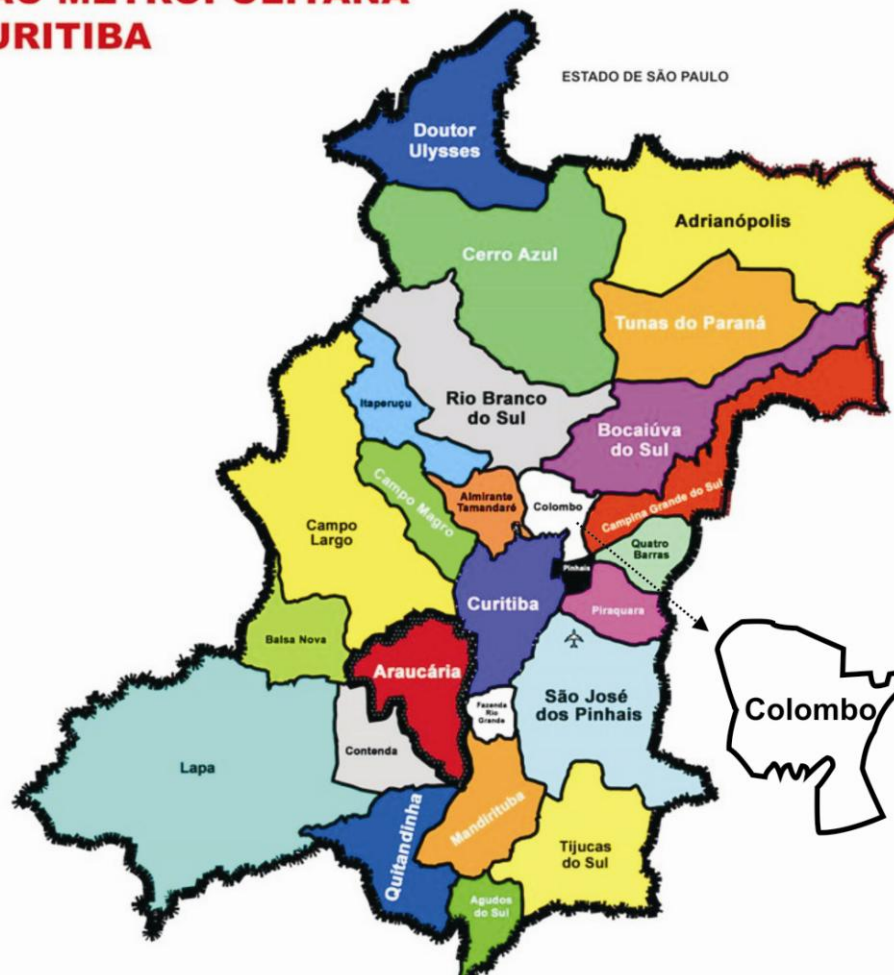 URITIBA
ESTADO DE SÃO PAULO
Doutor
Ulysses
Adrianópolis
Cerro Azul
Tunas do Paraná
Itaperuçu
Rio Branco
do Sul
Bocaiúva
do Sul
Campo Magro
Almirante
Tamandaré
Colombo
Campina Grande do Sul
Campo
Largo
Quatro
Barras
Pinhais
Curitiba
Piraquara
Balsa Nova
Araucária
São José
dos Pinhais
Colombo
Fazenda
Rio
Grande
Contenda
Lapa
Mandirituba
Quitandinha
Tijucas
do Sul
Agudos
do Sul